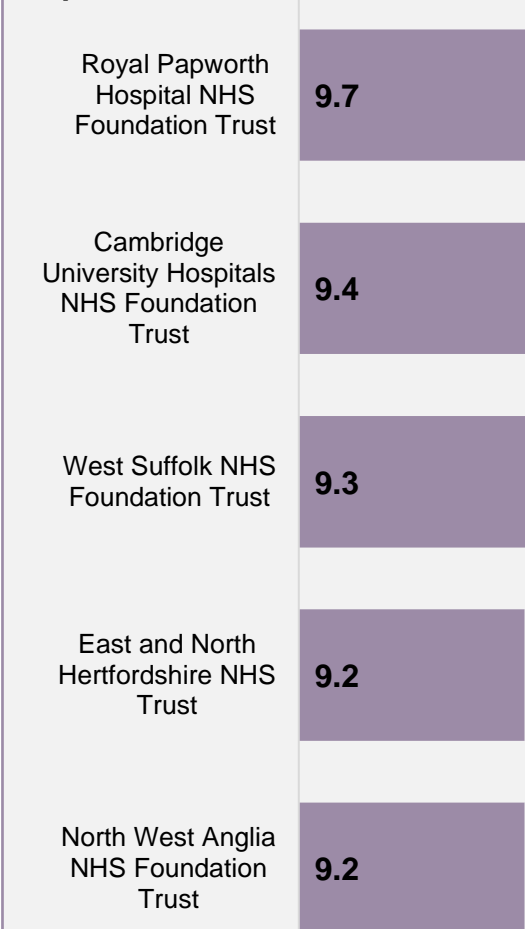 Royal Papworth
Hospital NHS
Foundation Trust
9.7
Cambridge
University Hospitals
NHS Foundation
Trust
9.4
West Suffolk NHS
Foundation Trust
9.3
East and North
Hertfordshire NHS
Trust
9.2
North West Anglia
NHS Foundation
Trust
9.2